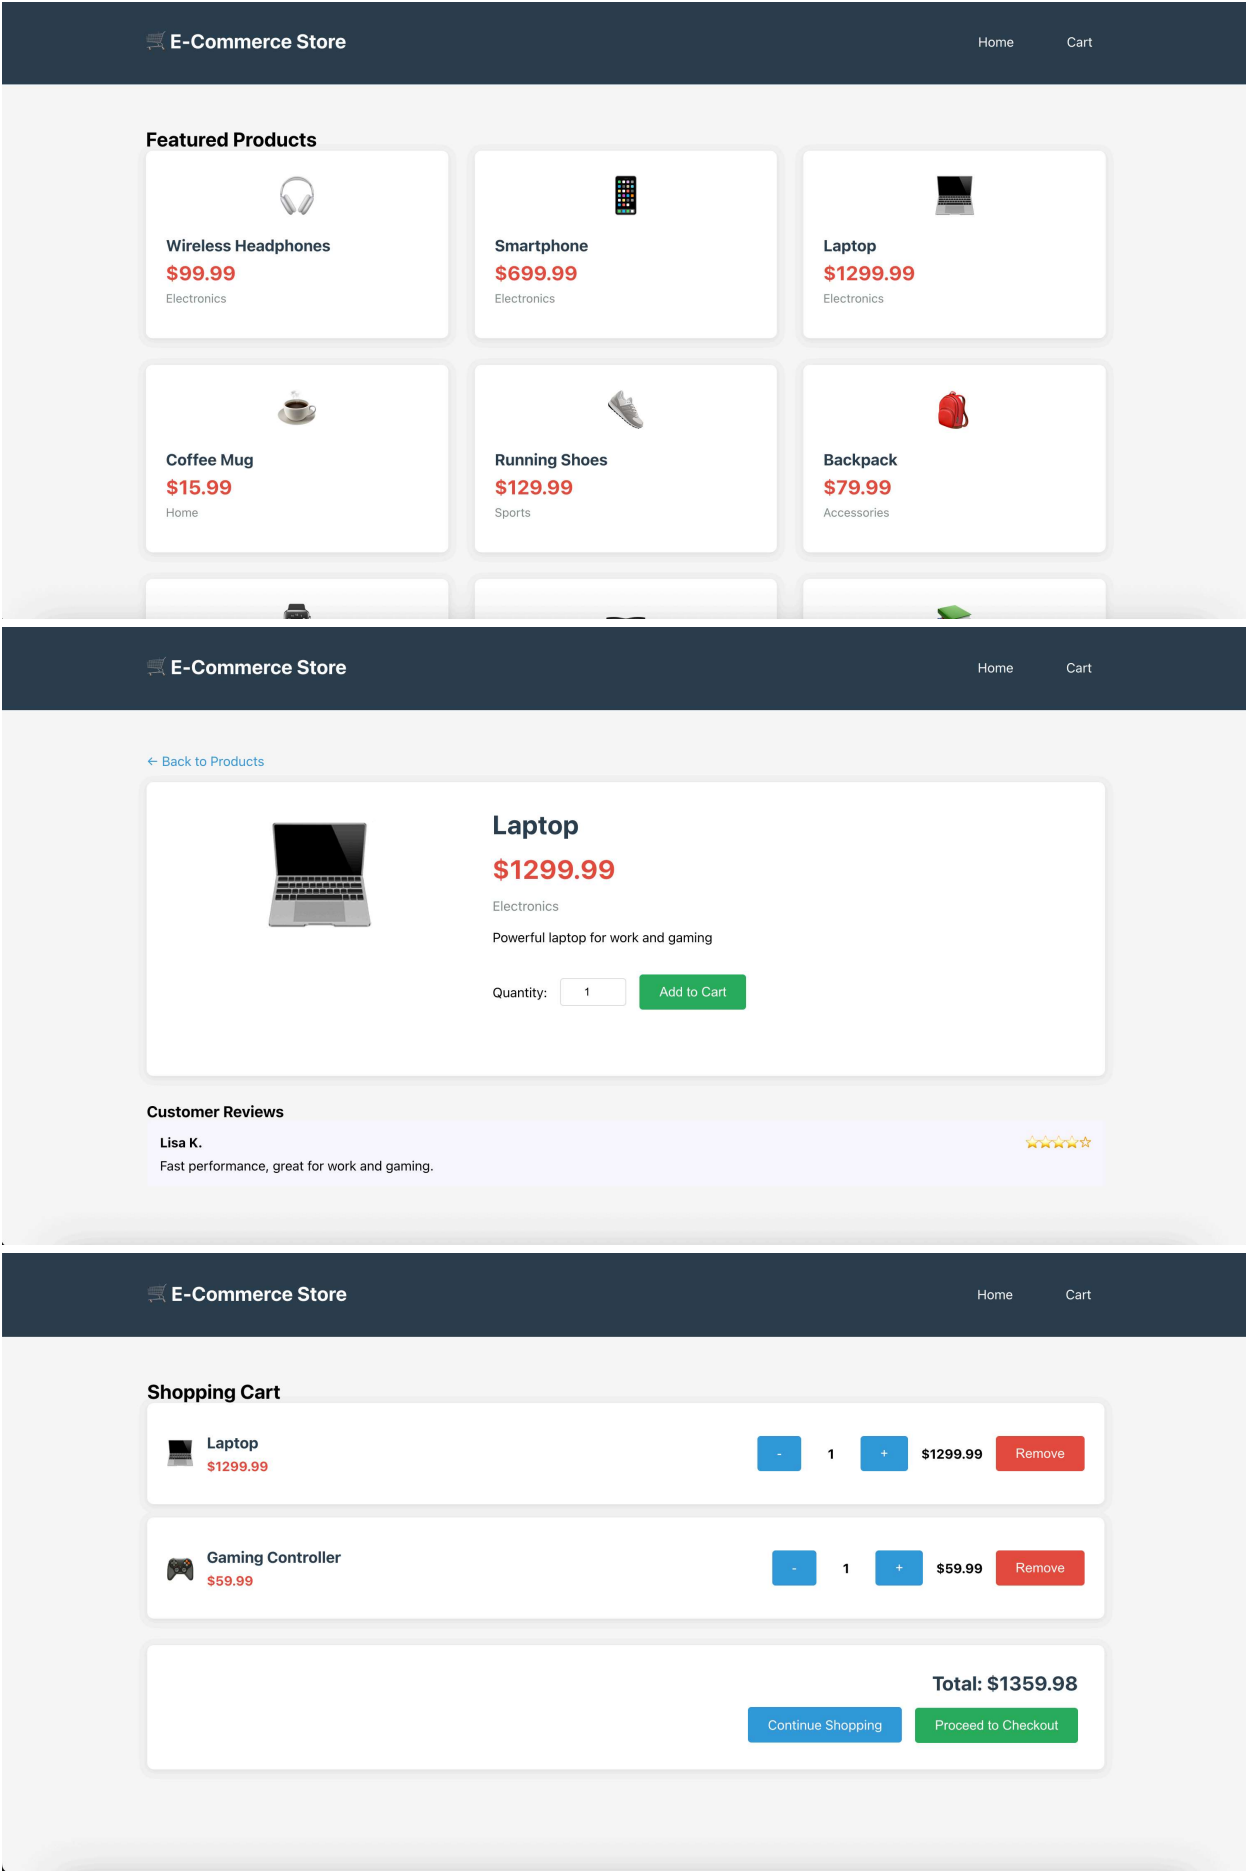 E-Commerce Store
Home Cart
Featured Products
Wireless Headphones Smartphone Laptop
$99.99 $699.99 $1299.99
Electronics Electronics Electronics
Coffee Mug Running Shoes Backpack
$15.99 $129.99 $79.99
Home Sports Accessories
E-Commerce Store
Home Cart
← Back to Products
Laptop
$1299.99
Electronics
Powerful laptop for work and gaming
Quantity: 1 Add to Cart
Customer Reviews
Lisa K.
Fast performance, great for work and gaming.
E-Commerce Store
Home Cart
Shopping Cart
Laptop
$1299.99
- 1 + $1299.99 Remove
Gaming Controller
$59.99
- 1 + $59.99 Remove
Total: $1359.98
Continue Shopping Proceed to Checkout